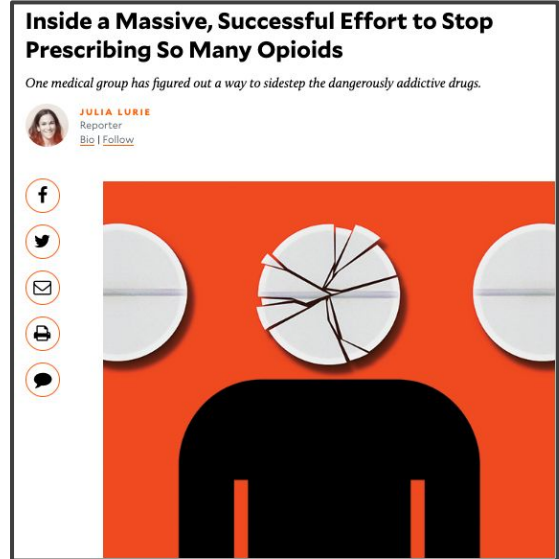 Inside a Massive, Successful Effort to Stop
Prescribing So Many Opioids
One medical group has figured out a way to sidestep the dangerously addictive drugs.
JULIA LURIE
Reporter
Bio | Follow